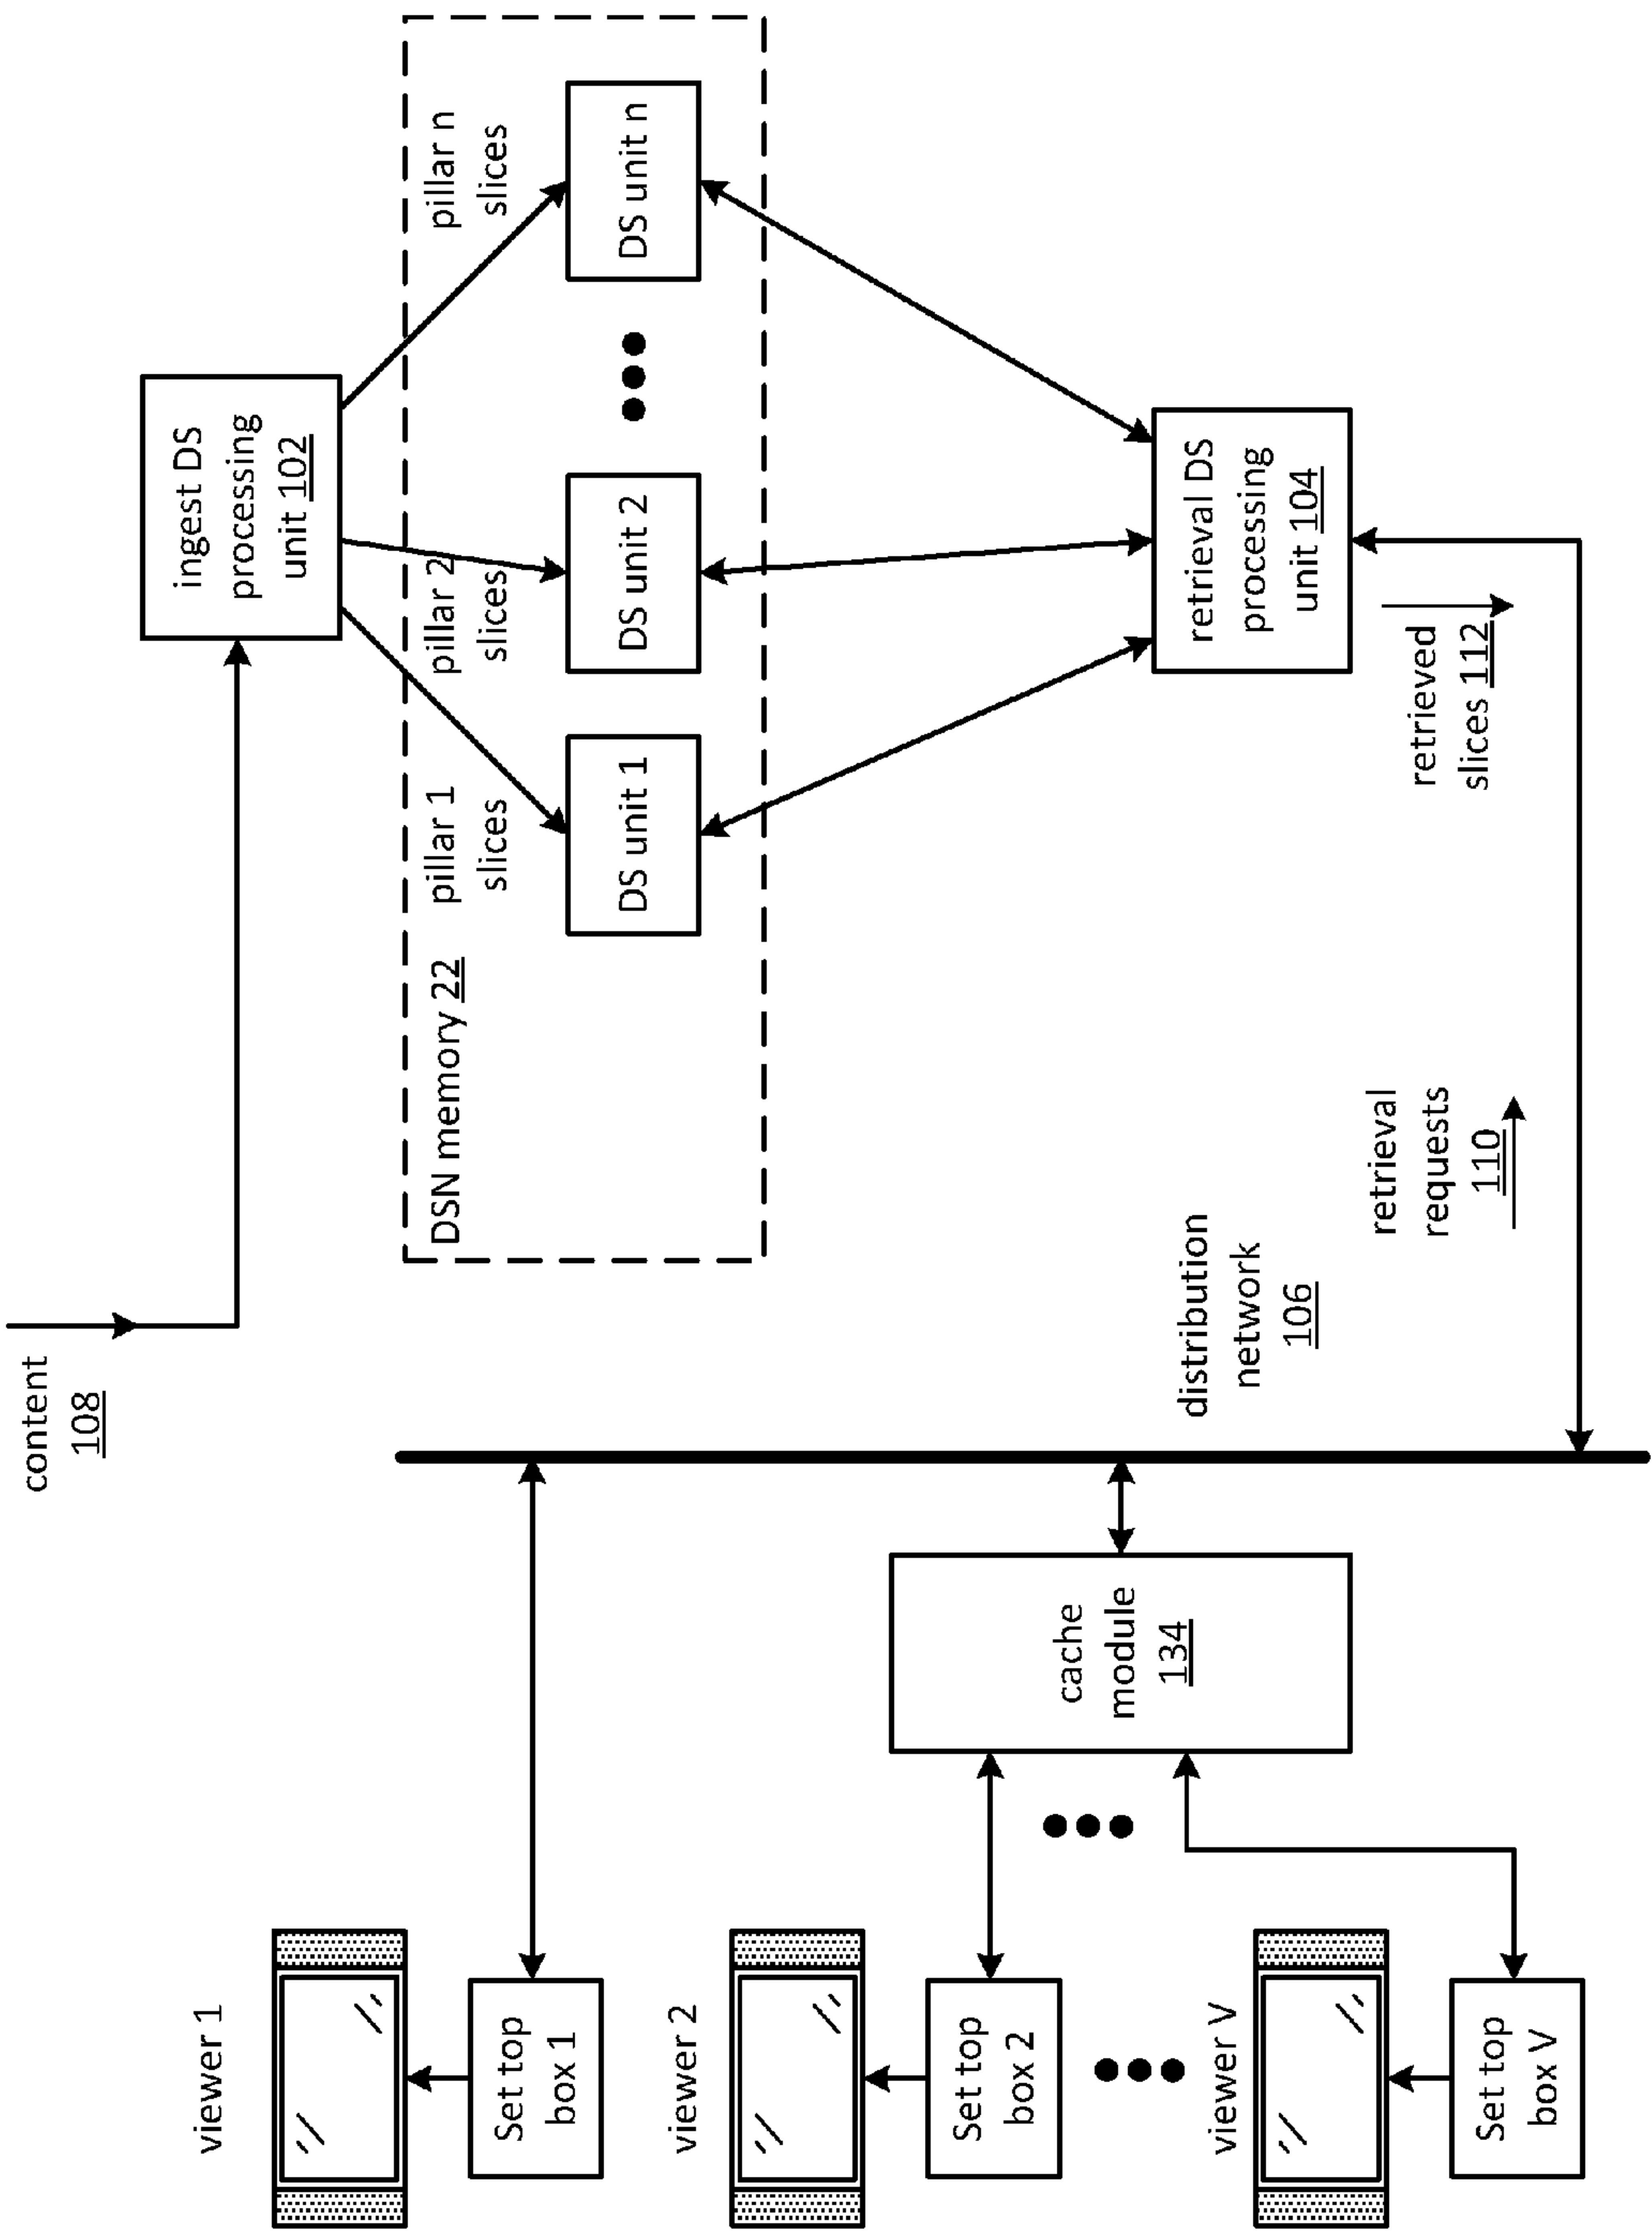 viewer 1
Set top
box 1
viewer 2
Set top
box 2
viewer V
Set top
box V
cache
module
134
content
108
distribution
network
106
retrieval
requests
110
DSN memory 22
pillar 1
slices
DS unit 1
pillar 2
slices
DS unit 2
pillar n
slices
DS unit n
ingest DS
processing
unit 102
retrieval DS
processing
unit 104
retrieved
slices 112